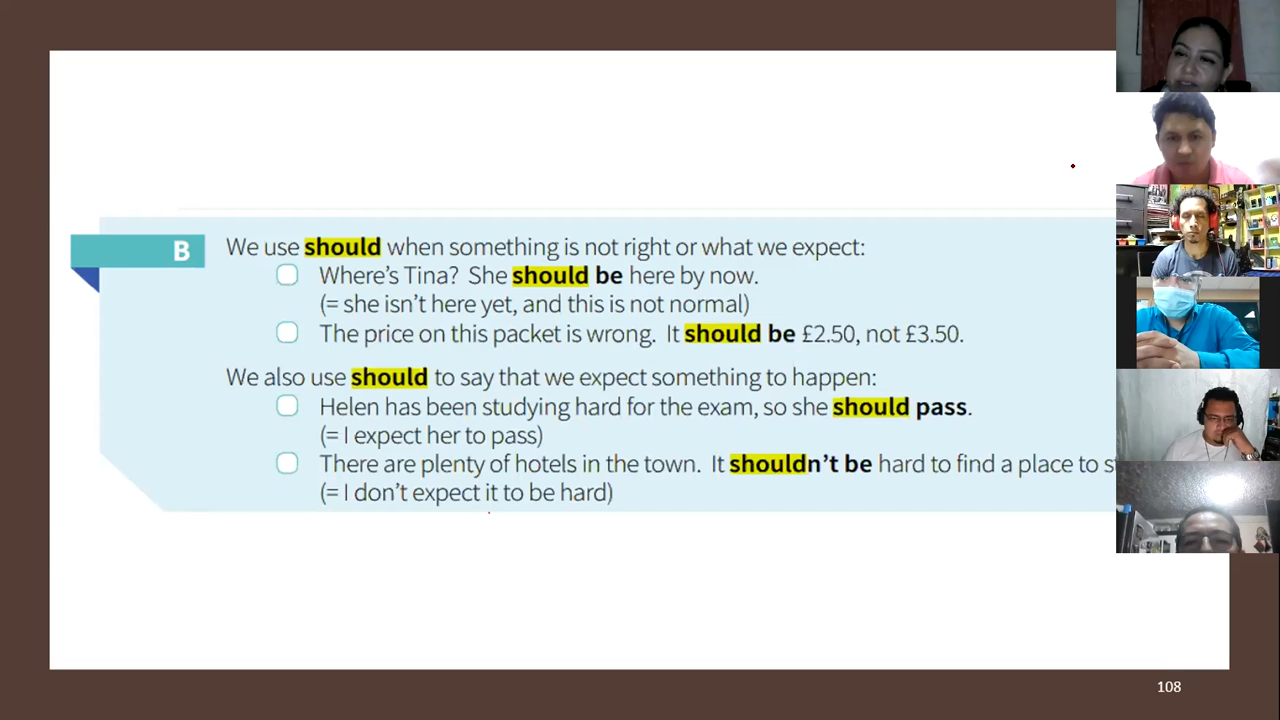 B
We use should when something is not right or what we expect:
Where's Tina? She should be here by now.
(= she isn't here yet, and this is not normal)
The price on this packet is wrong. It should be £2.50, not £3.50.
We also use should to say that we expect something to happen:
Helen has been studying hard for the exam, so she should pass.
(= I expect her to pass)
There are plenty of hotels in the town. It shouldn't be hard to find a place to
(= I don't expect it to be hard)
108